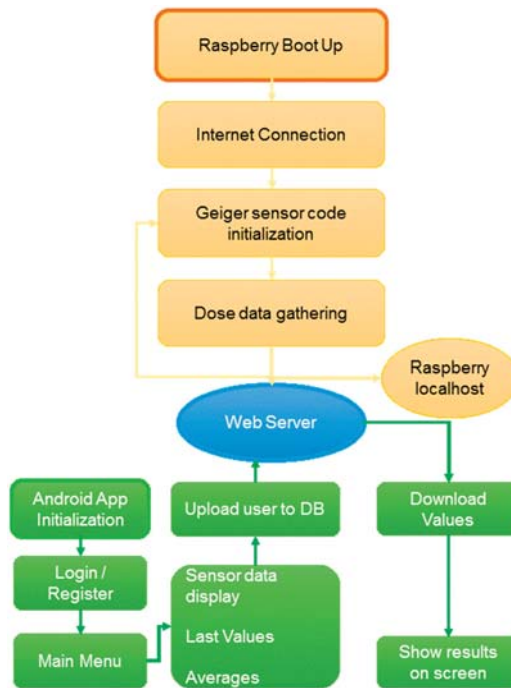 Raspberry Boot Up
Internet Connection
Geiger sensor code
initialization
Dose data gathering
Raspberry
localhost
Web Server
Android App
Initialization
Upload user to DB
Download
Values
Login /
Register
Sensor data
display
Last Values
Averages
Main Menu
Show results
on screen